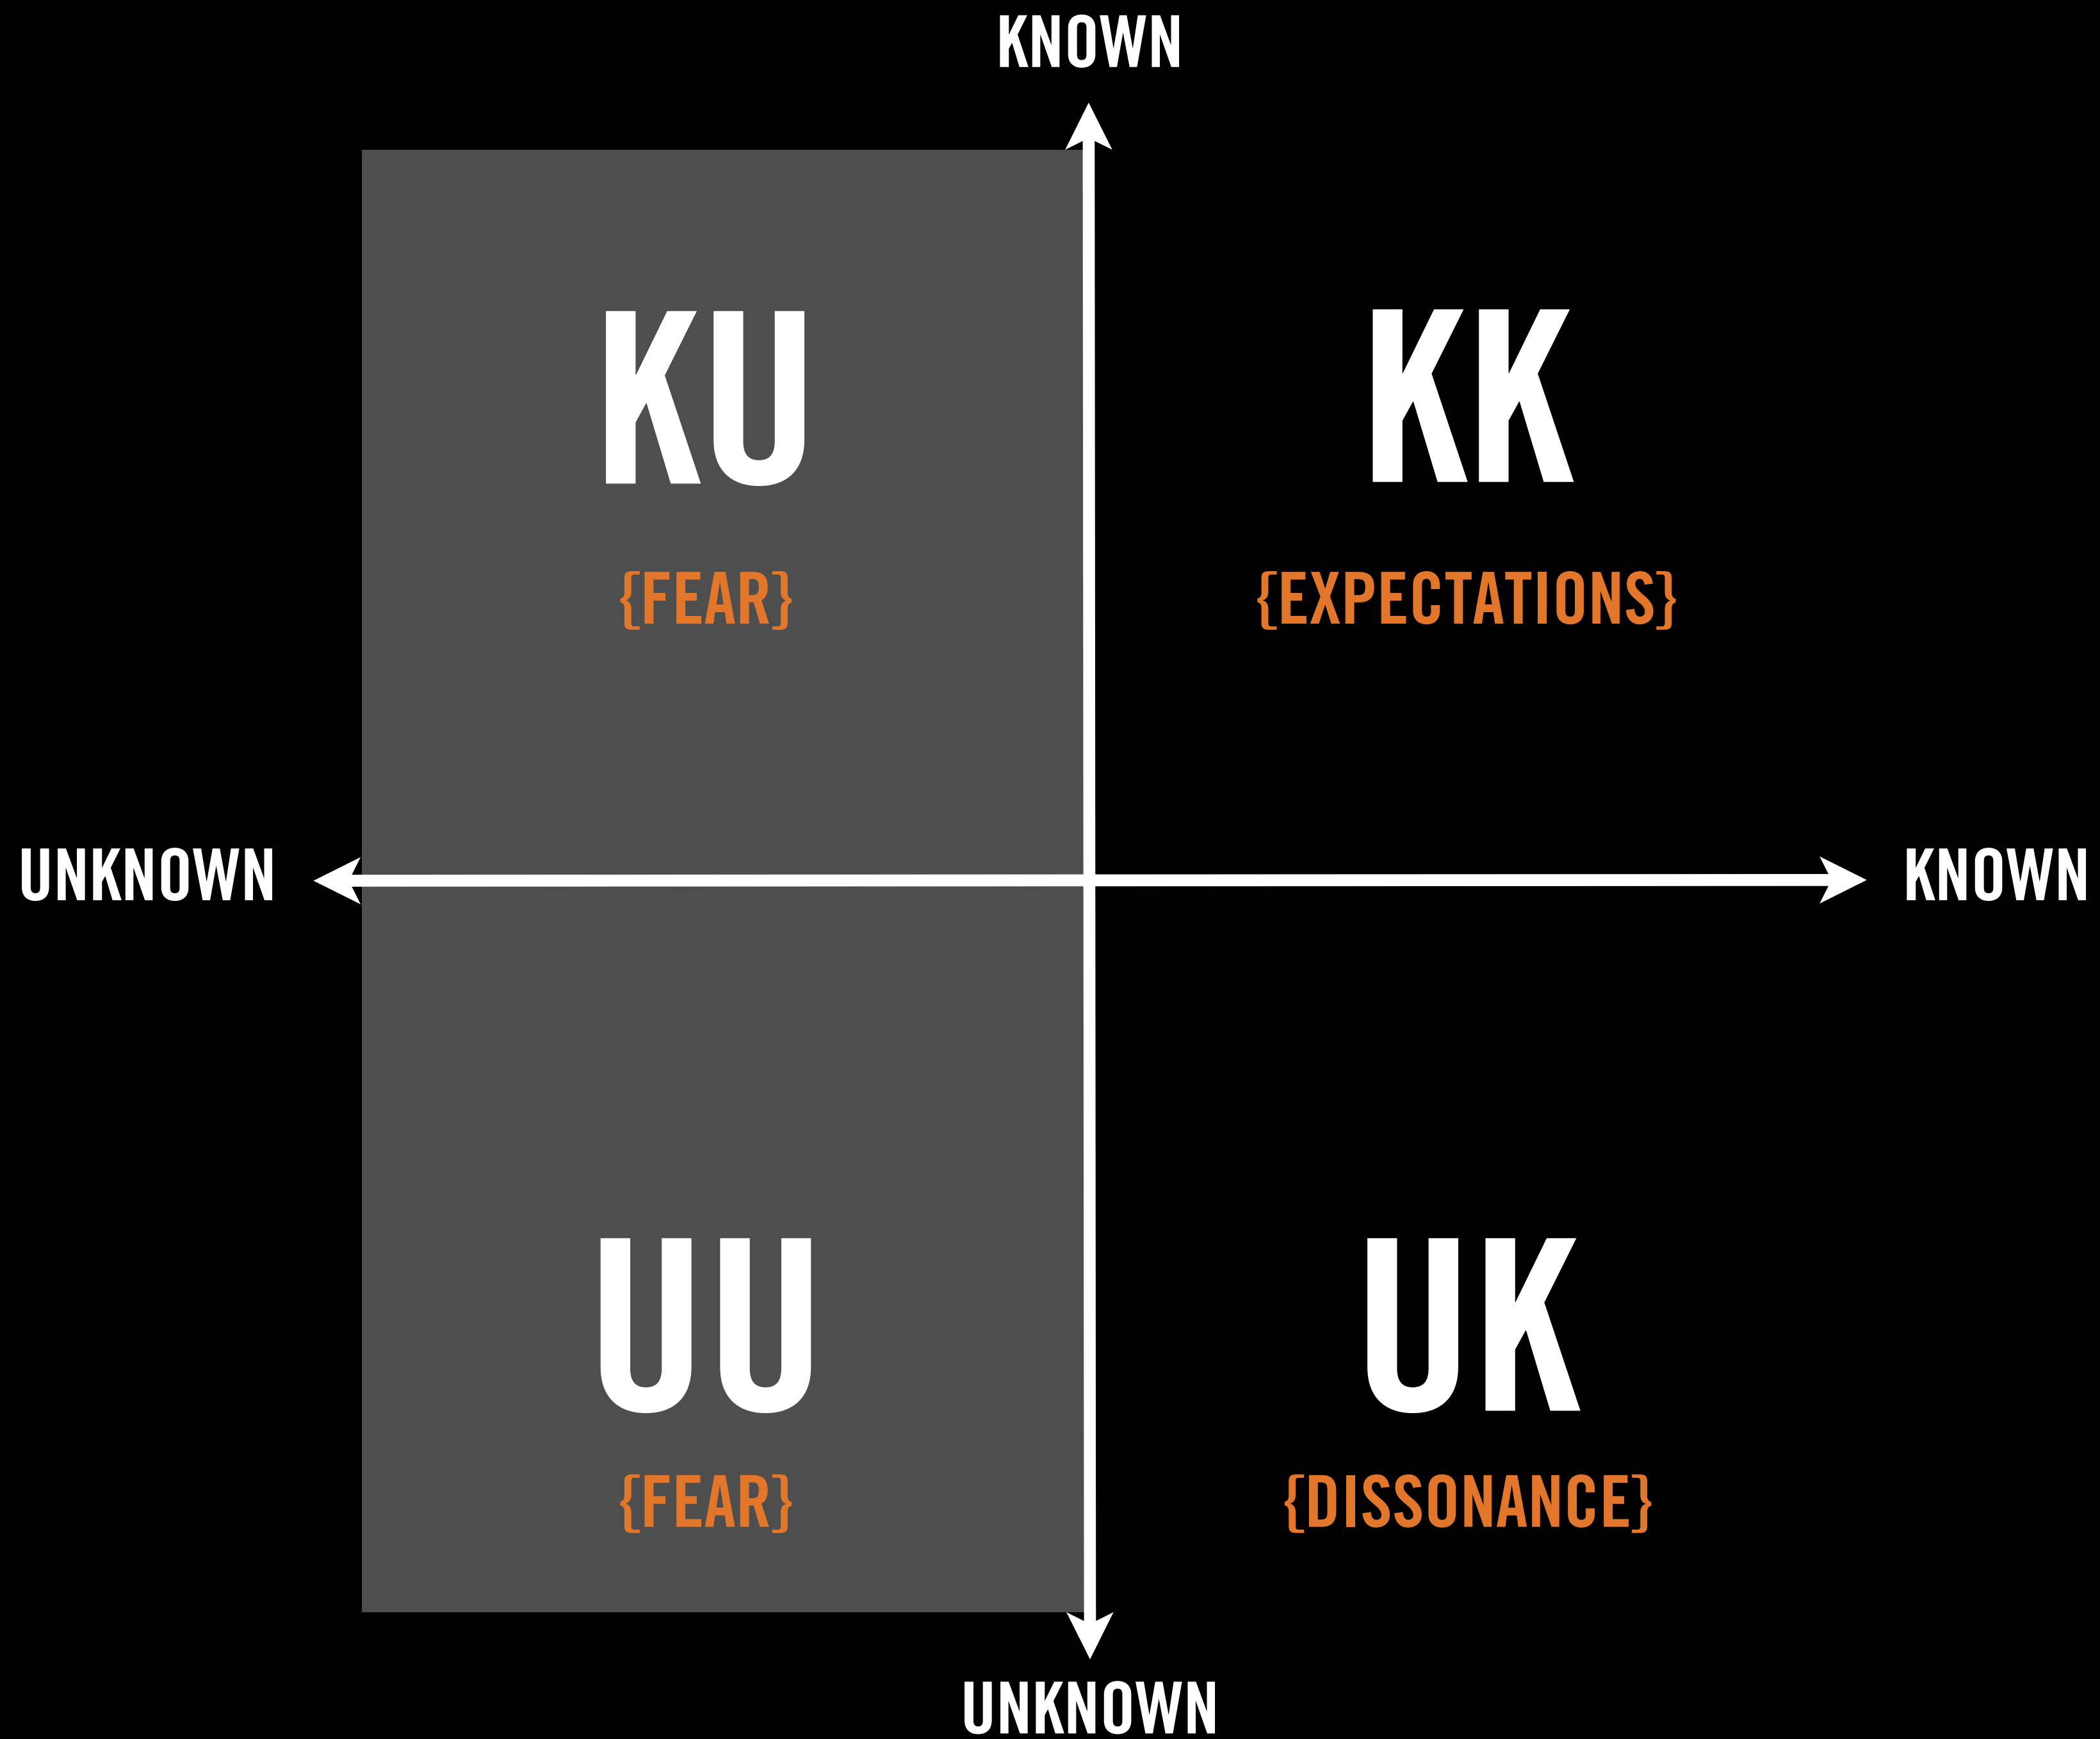 KNOWN
KU
KK
{FEAR}
{EXPECTATIONS}
UNKNOWN
KNOWN
UU
UK
{FEAR}
{DISSONANCE}
UNKNOWN